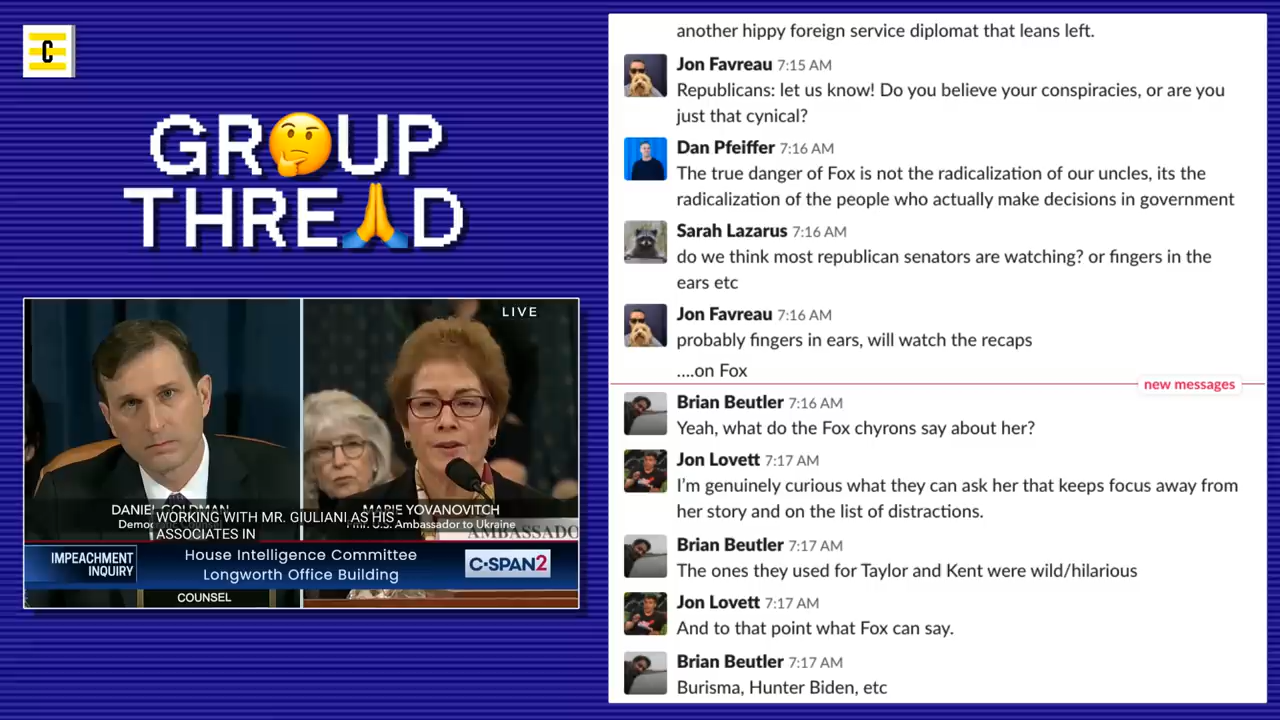 C
GR🤔UP
THRE🙏D
LIVE
DANIEL GOLDMAN
MARIE YOVANOVITCH
WORKING WITH MR. GIULIANI AS HIS
Ambassador to Ukraine
ASSOCIATES IN
AMBASSADO
IMPEACHMENT
INQUIRY
House Intelligence Committee
Longworth Office Building
C-SPAN2
COUNSEL
another hippy foreign service diplomat that leans left.
Jon Favreau 7:15 AM
Republicans: let us know! Do you believe your conspiracies, or are you
just that cynical?
Dan Pfeiffer 7:16 AM
The true danger of Fox is not the radicalization of our uncles, its the
radicalization of the people who actually make decisions in government
Sarah Lazarus 7:16 AM
do we think most republican senators are watching? or fingers in the
ears etc
Jon Favreau 7:16 AM
probably fingers in ears, will watch the recaps
....on Fox
new messages
Brian Beutler 7:16 AM
Yeah, what do the Fox chyrons say about her?
Jon Lovett 7:17 AM
I'm genuinely curious what they can ask her that keeps focus away from
her story and on the list of distractions.
Brian Beutler 7:17 AM
The ones they used for Taylor and Kent were wild/hilarious
Jon Lovett 7:17 AM
And to that point what Fox can say.
Brian Beutler 7:17 AM
Burisma, Hunter Biden, etc